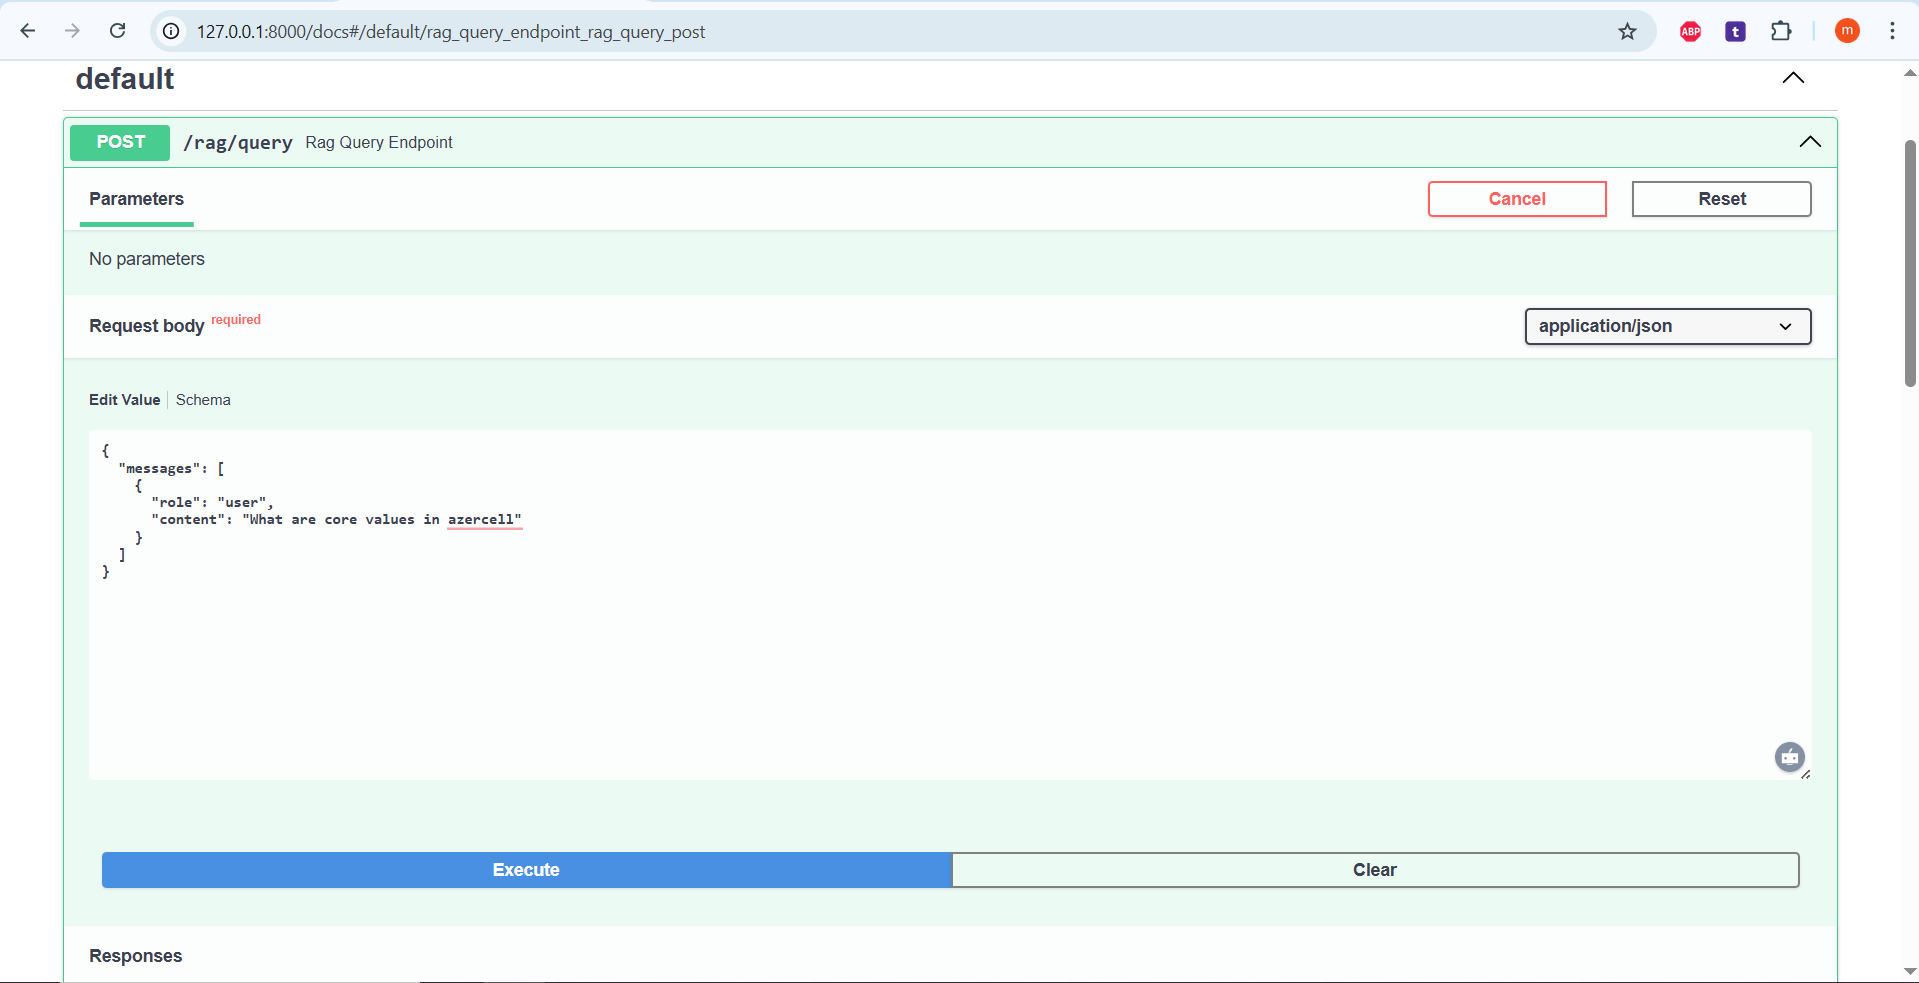 127.0.0.1:8000/docs#/default/rag_query_endpoint_rag_query_post
ABP
t
m
default
POST /rag/query Rag Query Endpoint
Parameters
Cancel
Reset
No parameters
Request body required
application/json
Edit Value Schema
{
"messages": [
{
"role": "user",
"content": "What are core values in azercell"
}
]
}
Execute
Clear
Responses